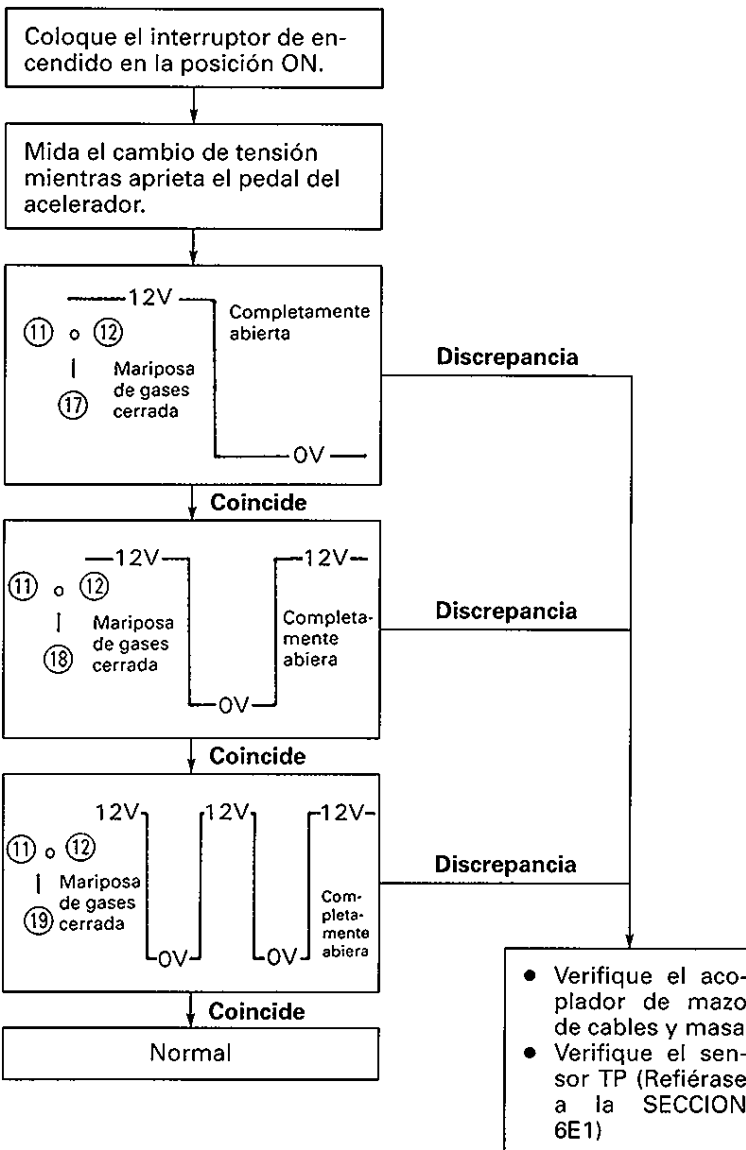 Coloque el interruptor de en-
cendido en la posición ON.
Mida el cambio de tensión
mientras aprieta el pedal del
acelerador.
12V
Completamente
abierta
⑪ o ⑫
Mariposa
de gases
cerrada
⑰
0V
Discrepancia
Coincide
12V
12V
⑪ o ⑫
Mariposa
de gases
cerrada
⑱
Completa-
mente
abiera
0V
Discrepancia
Coincide
12V
12V
12V
⑪ o ⑫
Mariposa
de gases
cerrada
⑲
Com-
pleta-
mente
abiera
0V
0V
Discrepancia
Coincide
Normal
● Verifique el aco-
plador de mazo
de cables y masa
● Verifique el sen-
sor TP (Refiérase
a la SECCION
6E1)